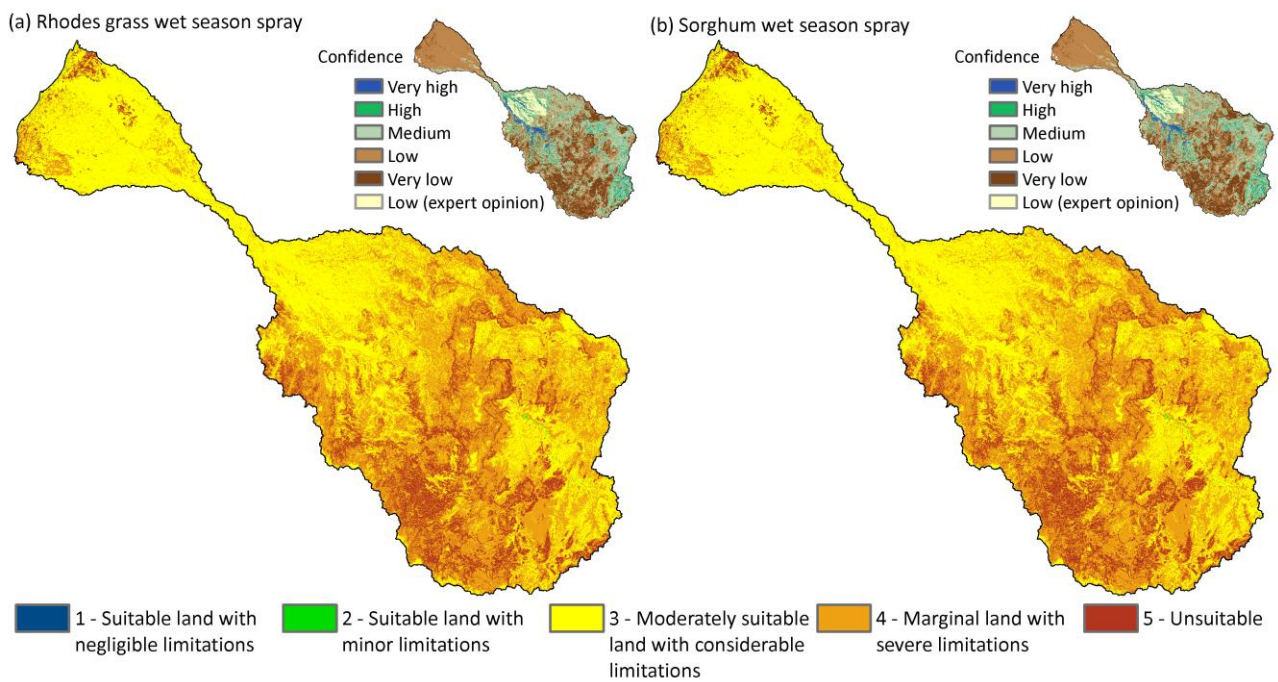 (a) Rhodes grass wet season spray
Confidence
Very high
High
Medium
Low
Very low
Low (expert opinion)
(b) Sorghum wet season spray
Confidence
Very high
High
Medium
Low
Very low
Low (expert opinion)
1 - Suitable land with
negligible limitations
2 - Suitable land with
minor limitations
3 - Moderately suitable
land with considerable
limitations
4 - Marginal land with
severe limitations
5 - Unsuitable